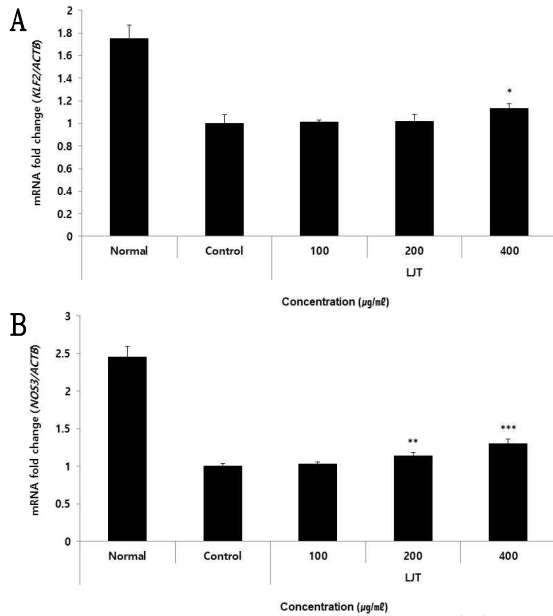 A
mRNA fold change (KLF2/ACTB)
2
1.8
1.6
1.4
1.2
1
0.8
0.6
0.4
0.2
0
*
Normal Control 100 200 400
LJT
Concentration (㎍/㎖)
B
mRNA fold change (NOS3/ACTB)
3
2.5
2
1.5
1
0.5
0
** ***
Normal Control 100 200 400
LJT
Concentration (㎍/㎖)